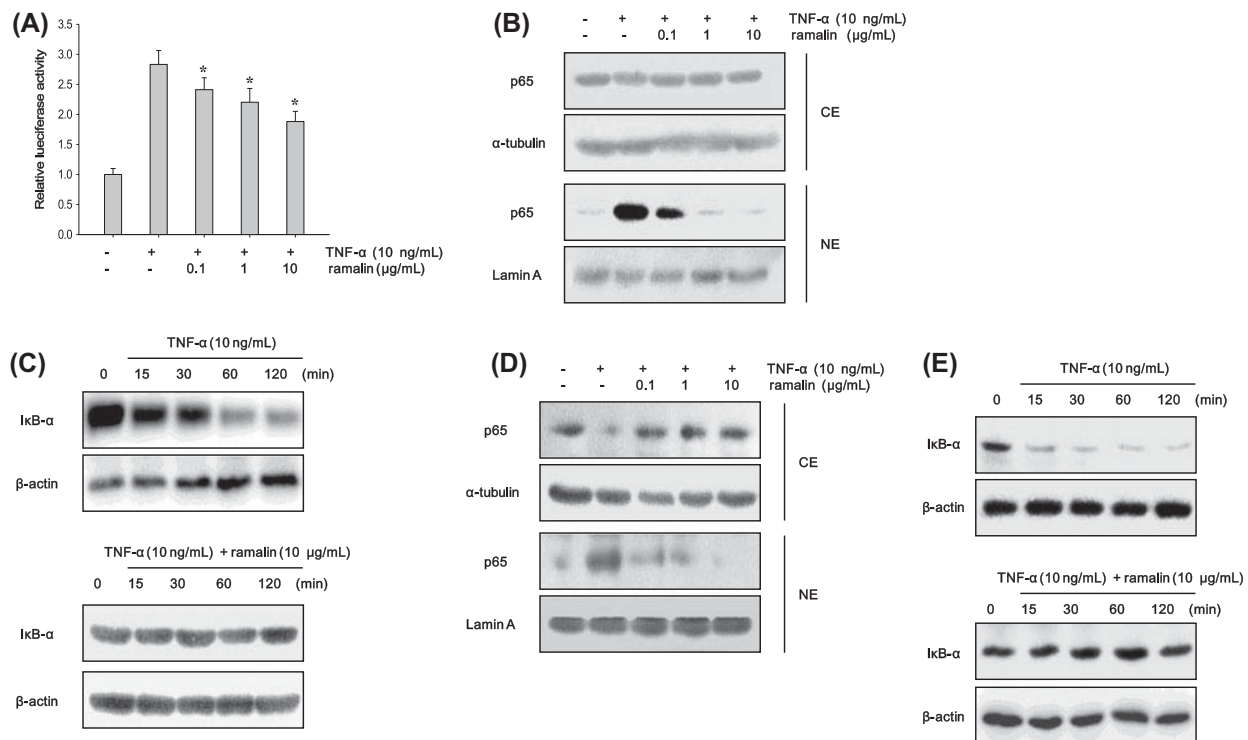 (A)
Relative lueciferase activity
3.5
3.0
2.5
2.0
1.5
1.0
0.5
0.0
* * *
- + + + + TNF-α (10 ng/mL)
- - 0.1 1 10 ramalin (μg/mL)
(B)
- + + + + TNF-α (10 ng/mL)
- - 0.1 1 10 ramalin (μg/mL)
p65
α-tubulin
CE
p65
Lamin A
NE
(C)
TNF-α (10 ng/mL)
0 15 30 60 120 (min)
IκB-α
β-actin
TNF-α (10 ng/mL) + ramalin (10 μg/mL)
0 15 30 60 120 (min)
IκB-α
β-actin
(D)
- + + + + TNF-α (10 ng/mL)
- - 0.1 1 10 ramalin (μg/mL)
p65
α-tubulin
CE
p65
Lamin A
NE
(E)
TNF-α (10 ng/mL)
0 15 30 60 120 (min)
IκB-α
β-actin
TNF-α (10 ng/mL) + ramalin (10 μg/mL)
0 15 30 60 120 (min)
IκB-α
β-actin